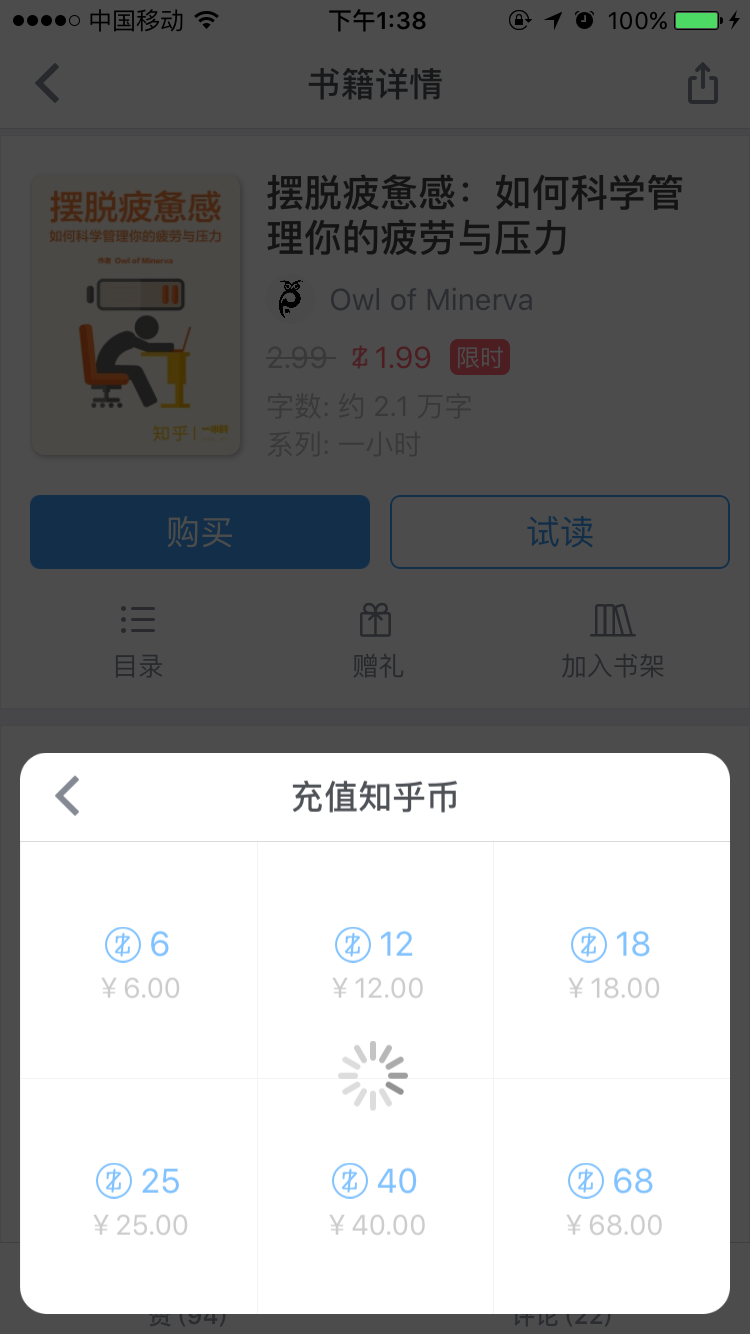 中国移动
下午1:38
100%
书籍详情
摆脱疲惫感
如何科学管理你的疲劳与压力
作者 Owl of Minerva
知乎 | 一小时
摆脱疲惫感：如何科学管
理你的疲劳与压力
Owl of Minerva
2.99 1.99 限时
字数: 约 2.1 万字
系列: 一小时
购买
试读
目录
赠礼
加入书架
充值知乎币
6
¥ 6.00
12
¥ 12.00
18
¥ 18.00
25
¥ 25.00
40
¥ 40.00
68
¥ 68.00
赞 (94)
评论 (22)